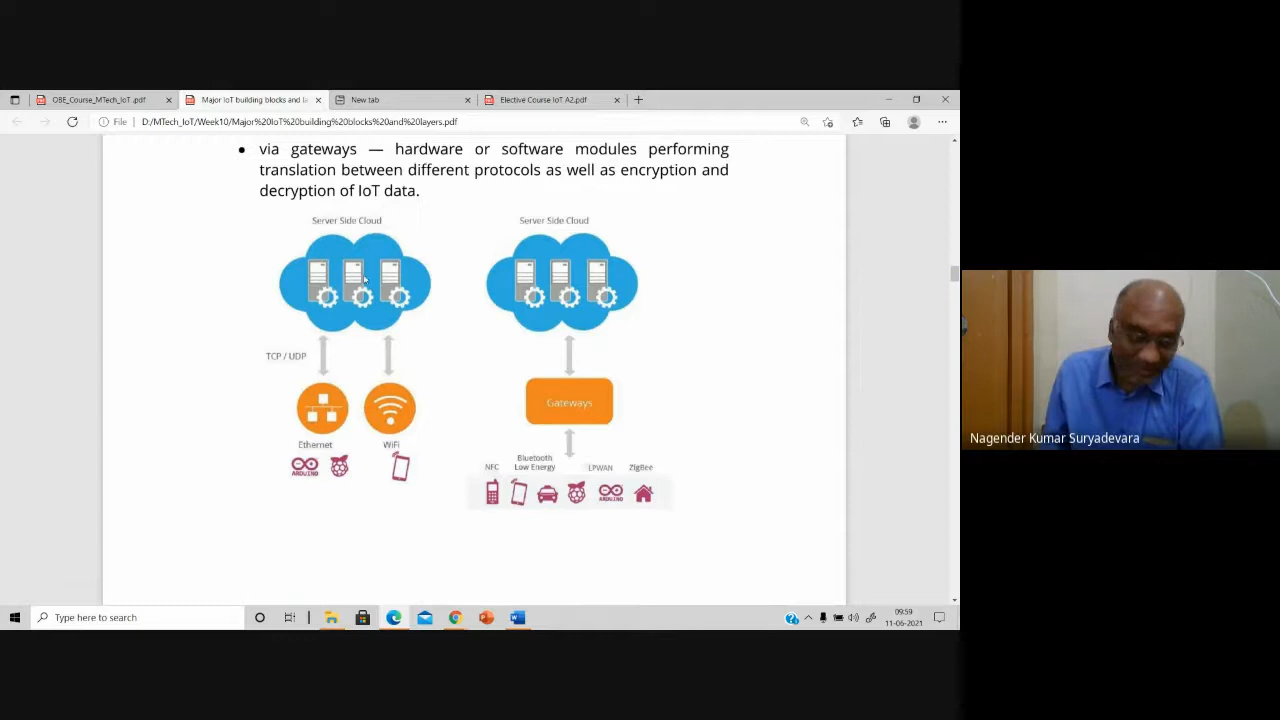 OBE_Course_MTech_IoT .pdf
Major IoT building blocks and la
New tab
Elective Course IoT A2.pdf
File
D:/MTech_IoT/Week10/Major%20IoT%20building%20blocks%20and%20layers.pdf
• via gateways — hardware or software modules performing
translation between different protocols as well as encryption and
decryption of IoT data.
Server Side Cloud
Server Side Cloud
TCP / UDP
Gateways
Ethernet
WiFi
ARDUINO
NFC
Bluetooth
Low Energy
LPWAN
ZigBee
ARDUINO
Nagender Kumar Suryadevara
Type here to search
09:59
11-06-2021